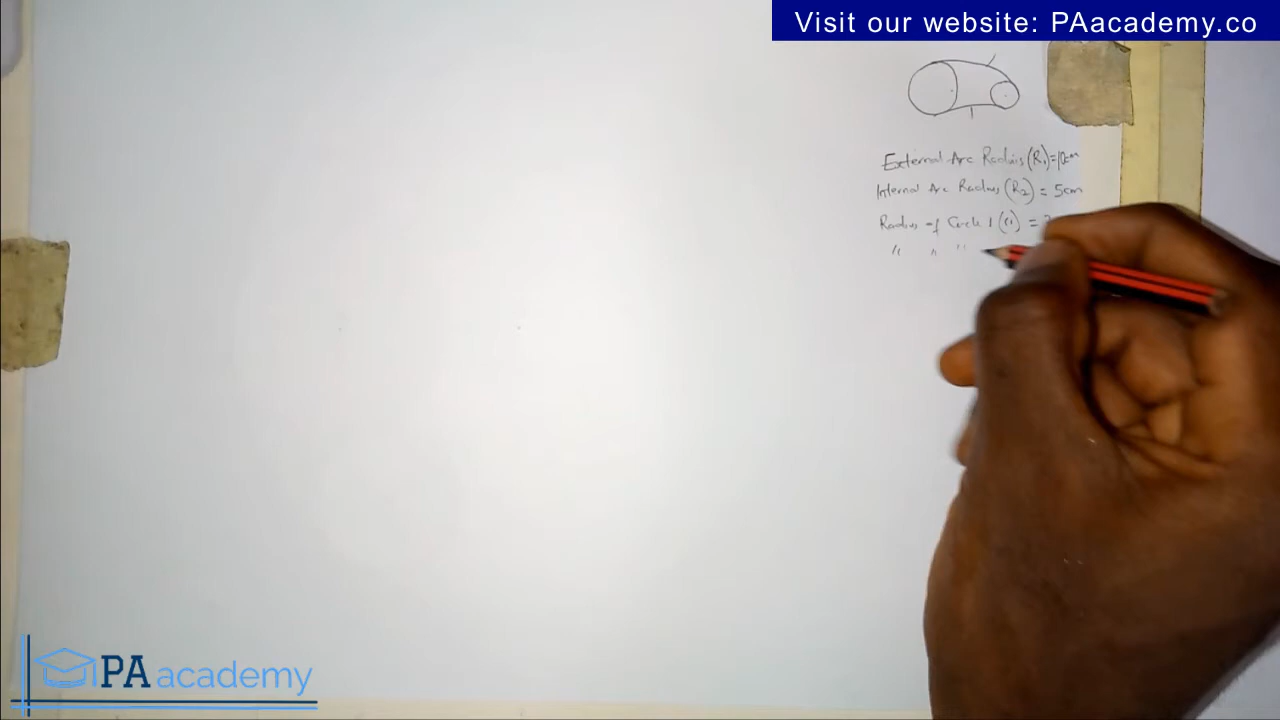 Visit our website: PAacademy.co
External Arc Radius (R1) = 10cm
Internal Arc Radius (R2) = 5cm
Radius of Circle 1 (r1) =
" " "
PA academy